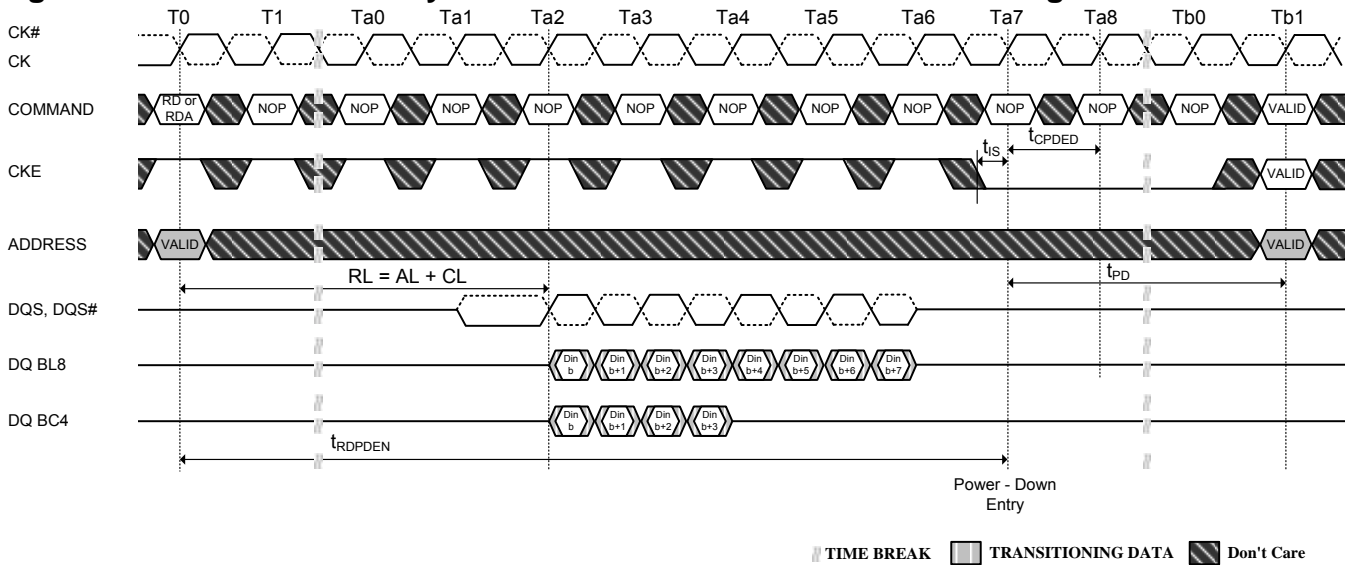 T0 T1 Ta0 Ta1 Ta2 Ta3 Ta4 Ta5 Ta6 Ta7 Ta8 Tb0 Tb1
CK#
CK
COMMAND
RD or
RDA
NOP NOP NOP NOP NOP NOP NOP NOP NOP NOP NOP VALID
tIS
tCPDED
CKE
VALID
ADDRESS
VALID
VALID
RL = AL + CL
tPD
DQS, DQS#
DQ BL8
Din Din Din Din Din Din Din Din
b b+1 b+2 b+3 b+4 b+5 b+6 b+7
DQ BC4
Din Din Din Din
b b+1 b+2 b+3
tRDPDEN
Power - Down
Entry
TIME BREAK TRANSITIONING DATA Don't Care